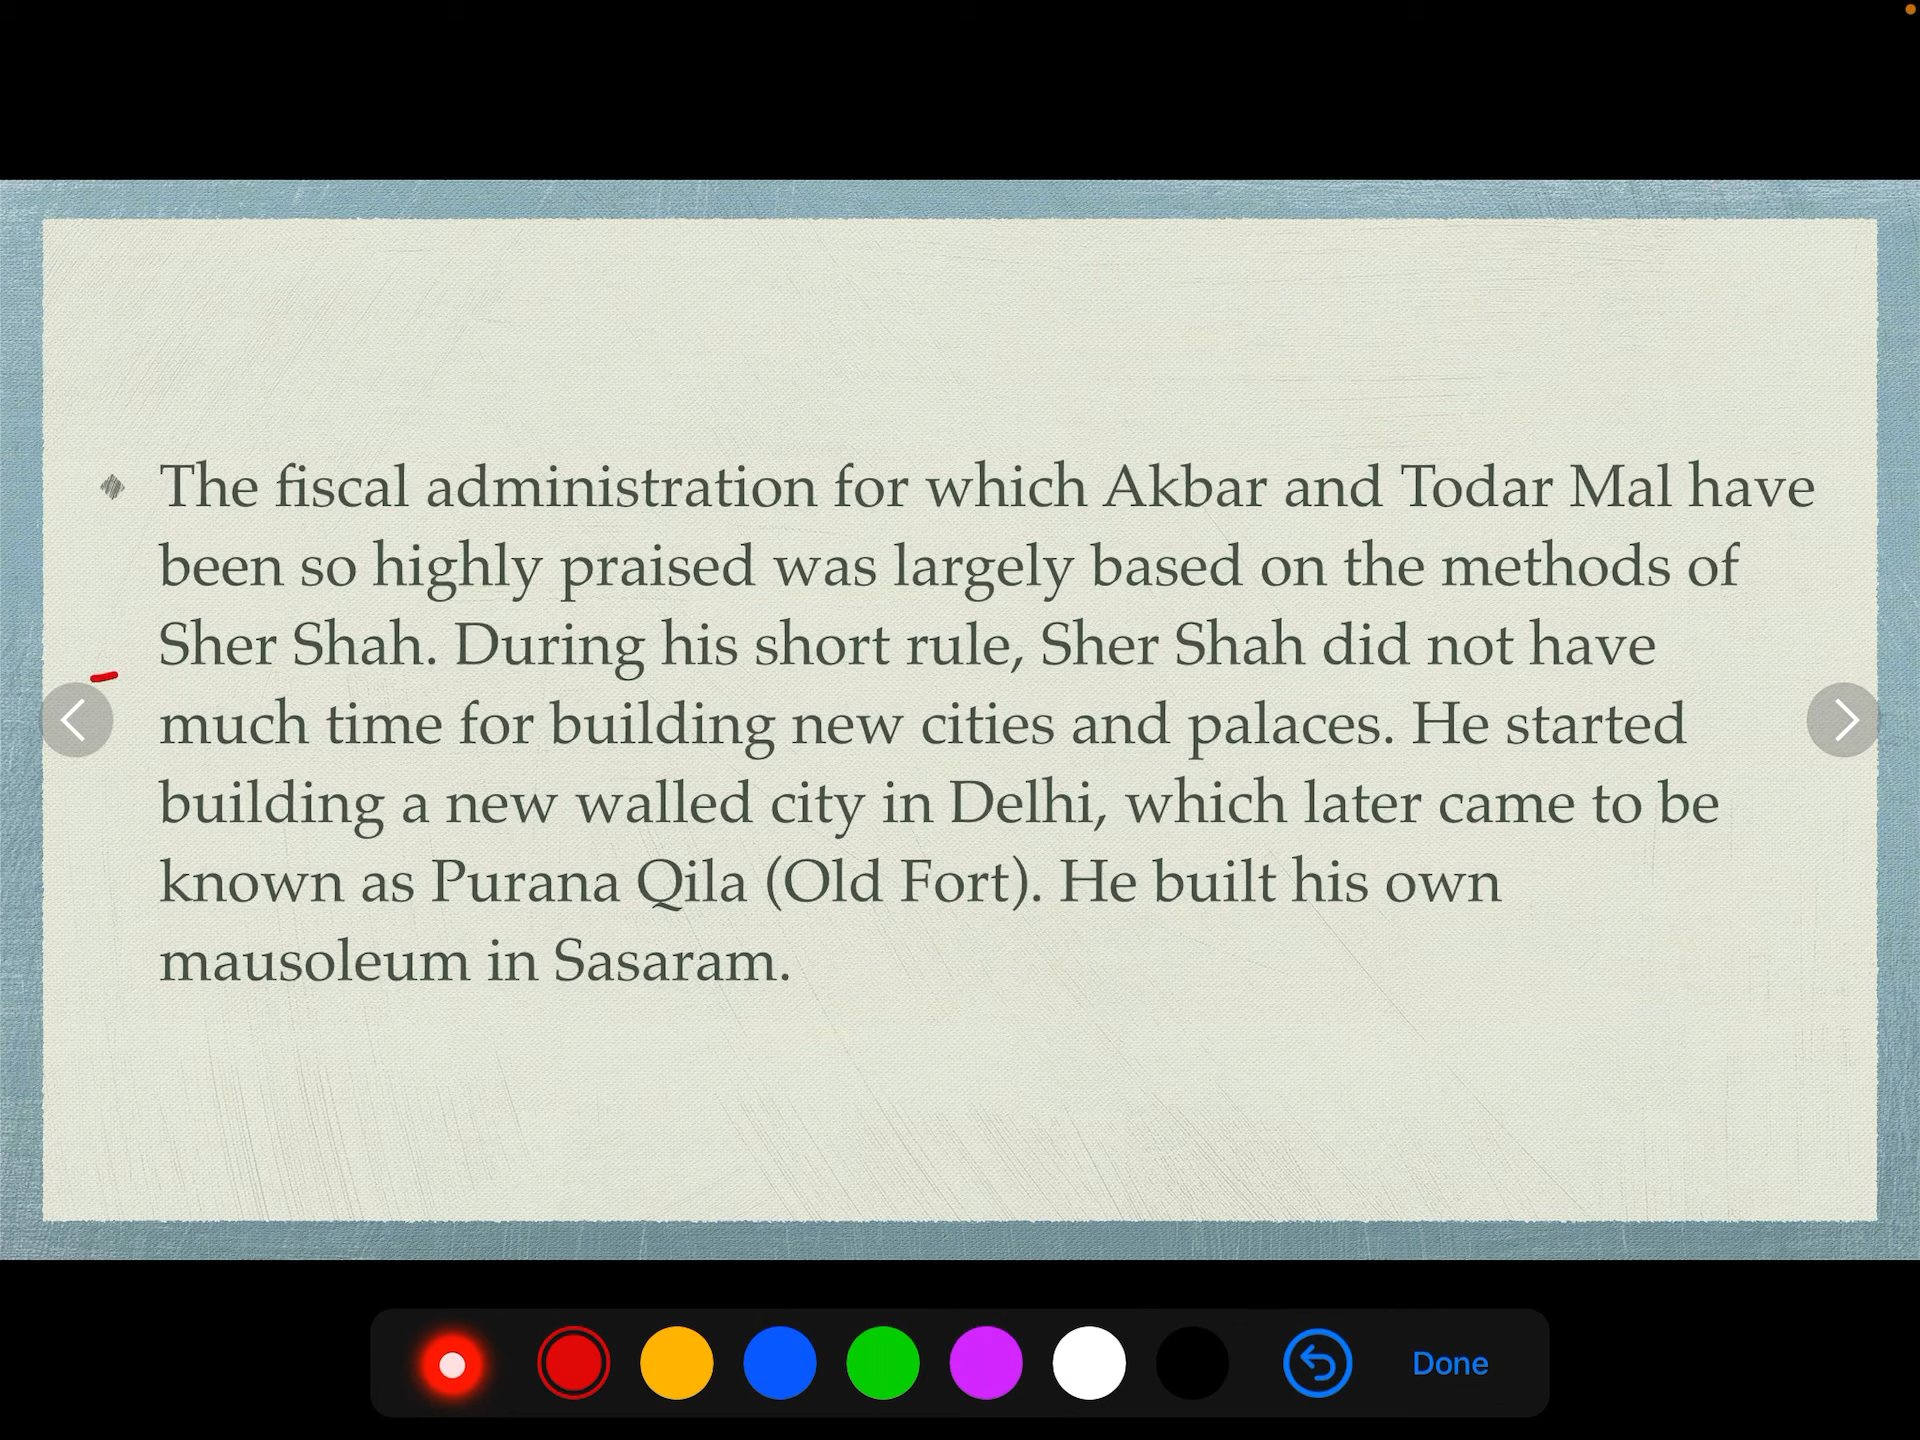 The fiscal administration for which Akbar and Todar Mal have
been so highly praised was largely based on the methods of
Sher Shah. During his short rule, Sher Shah did not have
much time for building new cities and palaces. He started
building a new walled city in Delhi, which later came to be
known as Purana Qila (Old Fort). He built his own
mausoleum in Sasaram.
Done